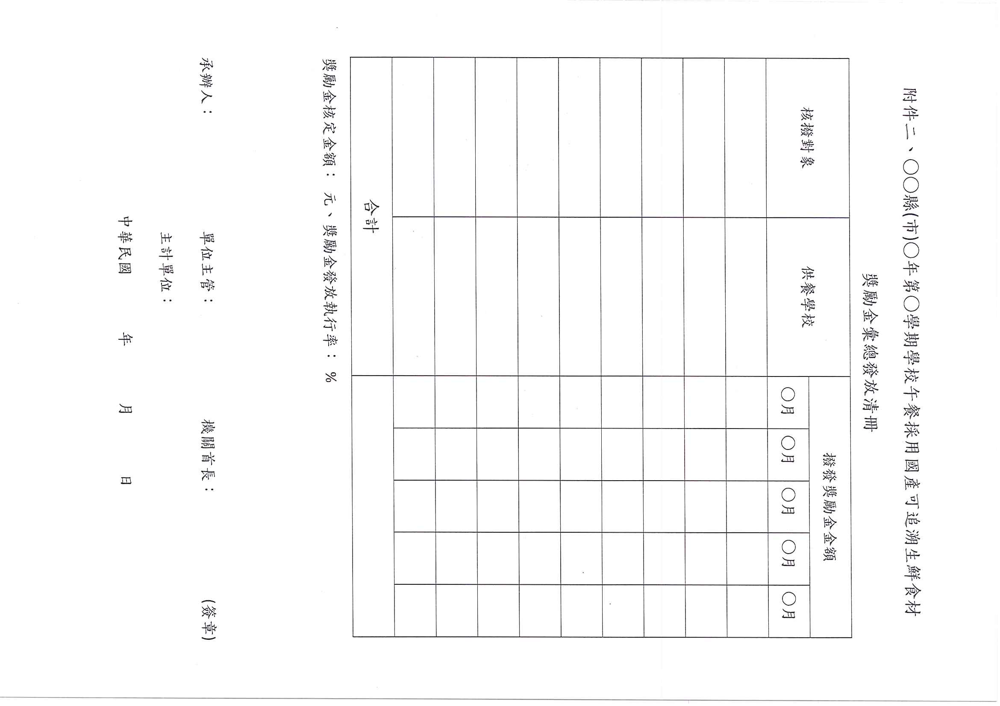 附件二、○○縣(市)○年第○學期學校午餐採用國產可追溯生鮮食材
獎勵金彙總發放清冊
核撥對象
供餐學校
撥發獎勵金金額
○月
○月
○月
○月
○月
合計
獎勵金核定金額： 元、獎勵金發放執行率： %
承辦人：
單位主管：
機關首長：
(簽章)
主計單位：
中華民國 年 月 日